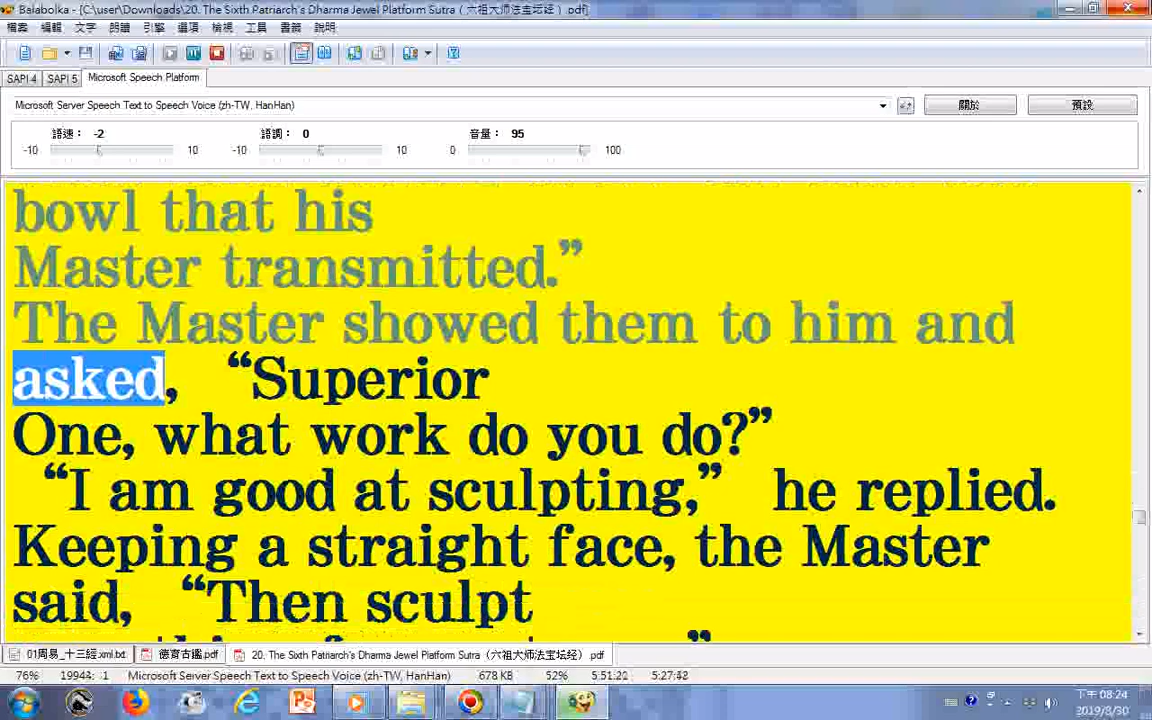 Balabolka - [C:\user\Downloads\20. The Sixth Patriarch's Dharma Jewel Platform Sutra（六祖大师法宝坛经）.pdf]
檔案 編輯 文字 朗讀 引擎 選項 檢視 工具 書籤 說明
SAPI 4 SAPI 5 Microsoft Speech Platform
Microsoft Server Speech Text to Speech Voice (zh-TW, HanHan) 關於 預設
語速： -2 語調： 0 音量： 95
-10 10 -10 10 0 100
bowl that his
Master transmitted.”
The Master showed them to him and
asked, “Superior
One, what work do you do?”
“I am good at sculpting,” he replied.
Keeping a straight face, the Master
said, “Then sculpt
01周易_十三經.xml.txt 德育古鑑.pdf 20. The Sixth Patriarch's Dharma Jewel Platform Sutra（六祖大师法宝坛经）.pdf
76% 19944: 1 Microsoft Server Speech Text to Speech Voice (zh-TW, HanHan) 678 KB 52% 5:51:21 5:27:42
下午 08:24
2019/8/30